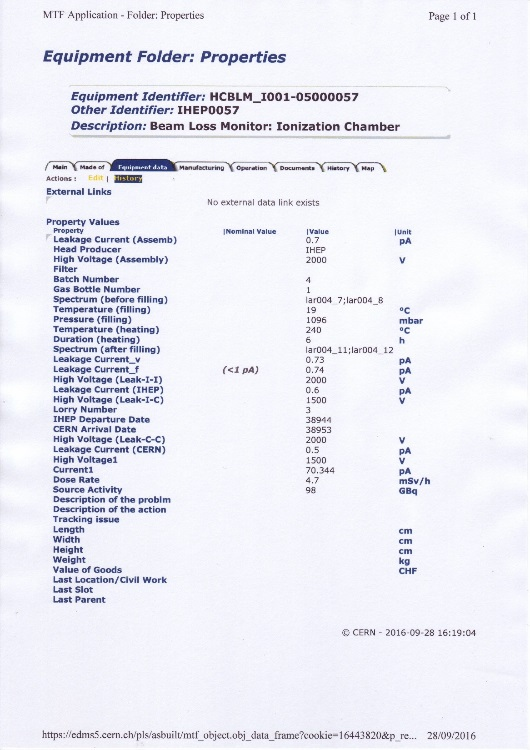 MTF Application - Folder: Properties Page 1 of 1
Equipment Folder: Properties
Equipment Identifier: HCBLM_I001-05000057
Other Identifier: IHEP0057
Description: Beam Loss Monitor: Ionization Chamber
Main Made of Equipment data Manufacturing Operation Documents History Map
Actions : Edit | History
External Links
No external data link exists
Property Values
Property |Nominal Value |Value |Unit
Leakage Current (Assemb) 0.7 pA
Head Producer IHEP
High Voltage (Assembly) 2000 V
Filter
Batch Number 4
Gas Bottle Number 1
Spectrum (before filling) lar004_7;lar004_8
Temperature (filling) 19 °C
Pressure (filling) 1096 mbar
Temperature (heating) 240 °C
Duration (heating) 6 h
Spectrum (after filling) lar004_11;lar004_12
Leakage Current_v 0.73 pA
Leakage Current_f (<1 pA) 0.74 pA
High Voltage (Leak-I-I) 2000 V
Leakage Current (IHEP) 0.6 pA
High Voltage (Leak-I-C) 1500 V
Lorry Number 3
IHEP Departure Date 38944
CERN Arrival Date 38953
High Voltage (Leak-C-C) 2000 V
Leakage Current (CERN) 0.5 pA
High Voltage1 1500 V
Current1 70.344 pA
Dose Rate 4.7 mSv/h
Source Activity 98 GBq
Description of the problm
Description of the action
Tracking issue
Length cm
Width cm
Height cm
Weight kg
Value of Goods CHF
Last Location/Civil Work
Last Slot
Last Parent
© CERN - 2016-09-28 16:19:04
https://edms5.cern.ch/pls/asbuilt/mtf_object.obj_data_frame?cookie=16443820&p_re... 28/09/2016